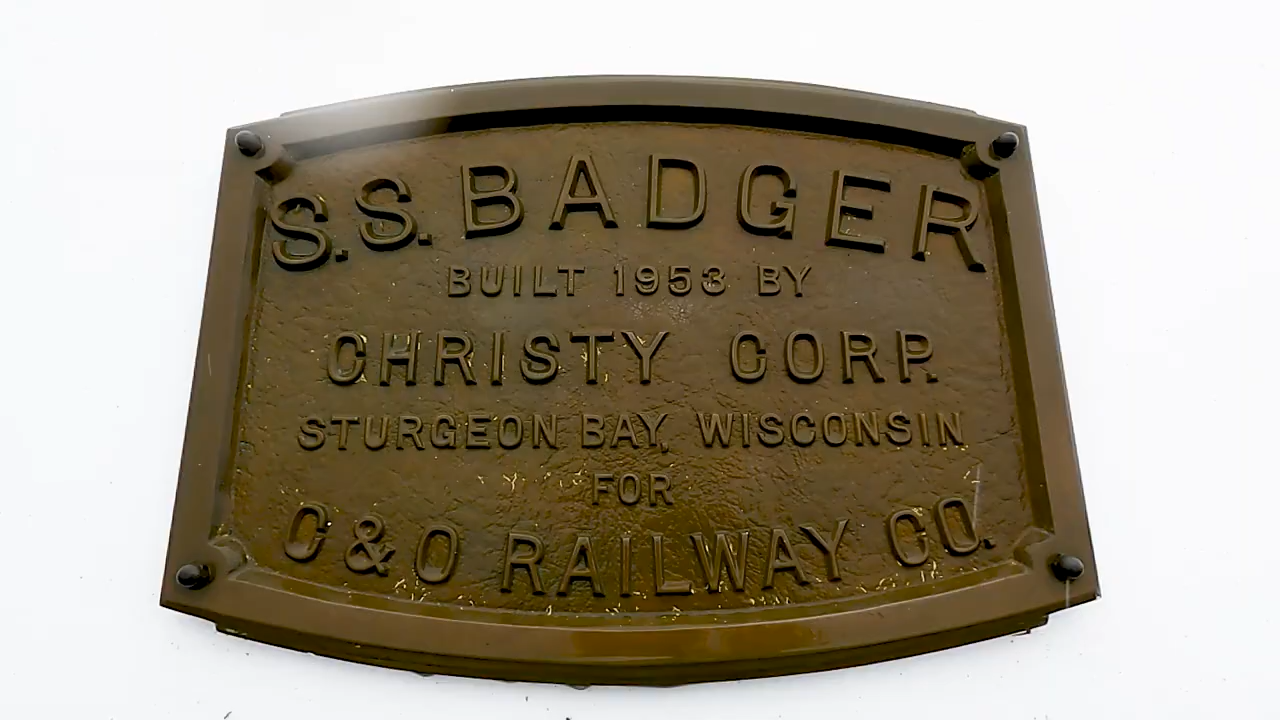 S.S. BADGER
BUILT 1953 BY
CHRISTY CORP.
STURGEON BAY, WISCONSIN
FOR
C&O RAILWAY CO.